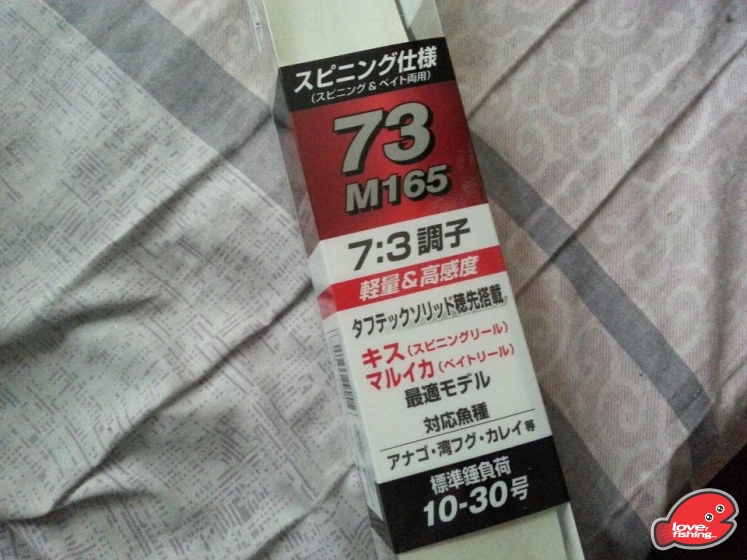 スピニング仕様
(スピニング&ベイト両用)
73
M165
7:3調子
軽量&高感度
タフテックソリッド穂先搭載
キス(スピニングリール)
マルイカ(ベイトリール)
最適モデル
対応魚種
アナゴ・湾フグ・カレイ等
標準錘負荷
10-30号
love,
fishing...